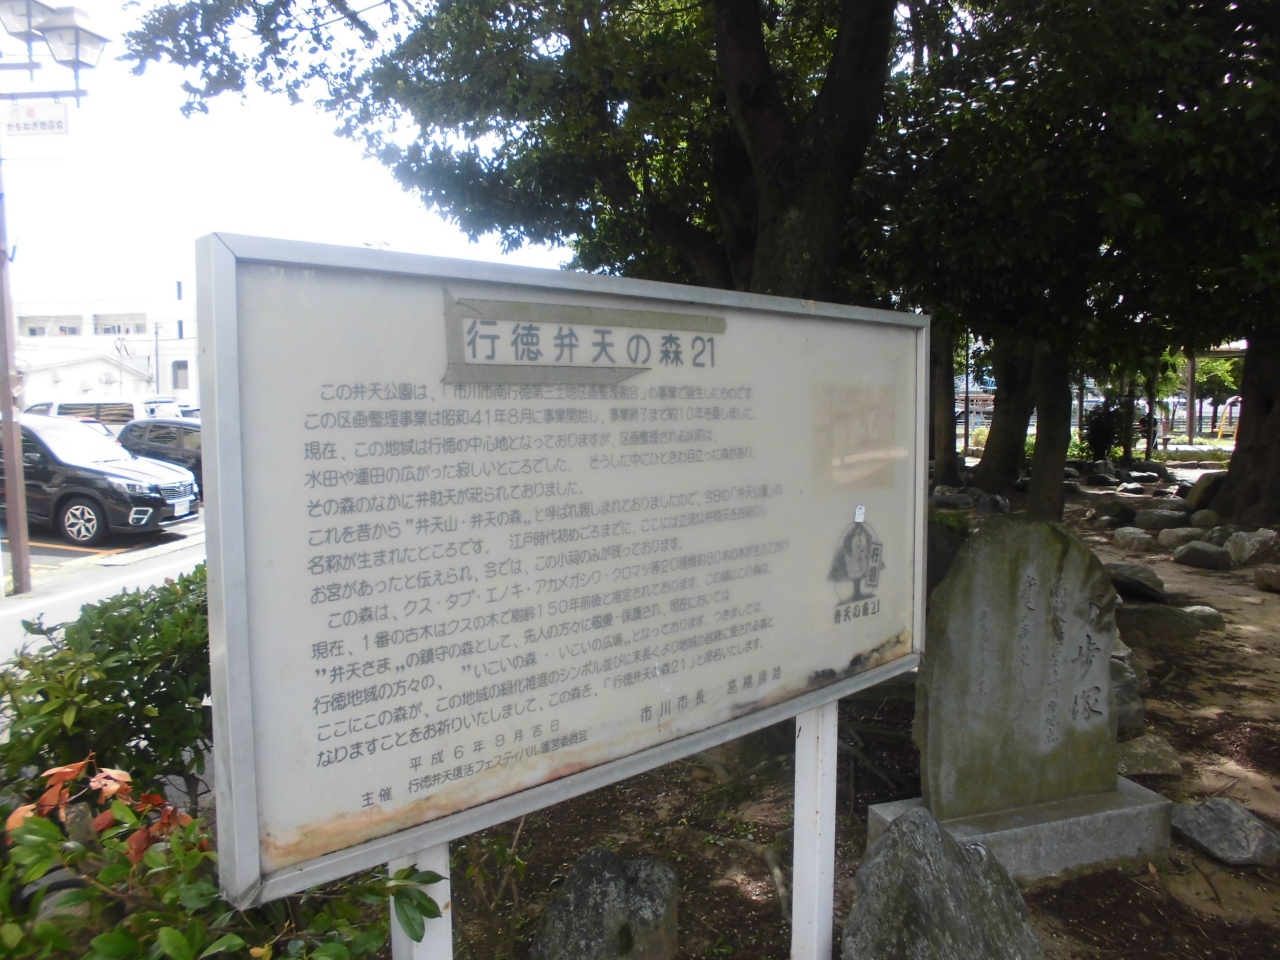 かもねぎ商店会
行徳弁天の森21
この弁天公園は、「市川市南行徳第三土地区画整理組合」の事業で誕生したものです。
この区画整理事業は昭和41年8月に事業開始し、事業終了まで約10年を要しました。
現在、この地域は行徳の中心地となっておりますが、区画整理される以前は、
水田や蓮田の広がった寂しいところでした。 そうした中にひときわ目立った森があり、
その森のなかに弁財天が祀られておりました。
これを昔から〝弁天山・弁天の森〟と呼ばれ親しまれておりましたので、今日の「弁天公園」の
名称が生まれたところです。 江戸時代初めごろまでに、ここには立派な弁財天をお祀りし
お宮があったと伝えられ、今では、この小祠のみが残っております。
この森は、クス・タブ・エノキ・アカメガシワ・クロマツ等20種類約90本の木が生えており
現在、1番の古木はクスの木で樹齢150年前後と推定されております。この様にこの森は、
〝弁天さま〟の鎮守の森として、先人の方々に敬愛・保護され、現在においては
行徳地域の方々の、〝いこいの森・いこいの広場〟となっております。つきましては、
ここにこの森が、この地域の緑化推進のシンボル並びに末長くより地域の皆様に愛される森と
なりますことをお祈りいたしまして、この森を、「行徳弁天の森21」と命名いたします。
平成6年9月吉日
市川市長 高橋國雄
主催 行徳弁天復活フェスティバル運営委員会
行徳
弁天の森21
歩塚